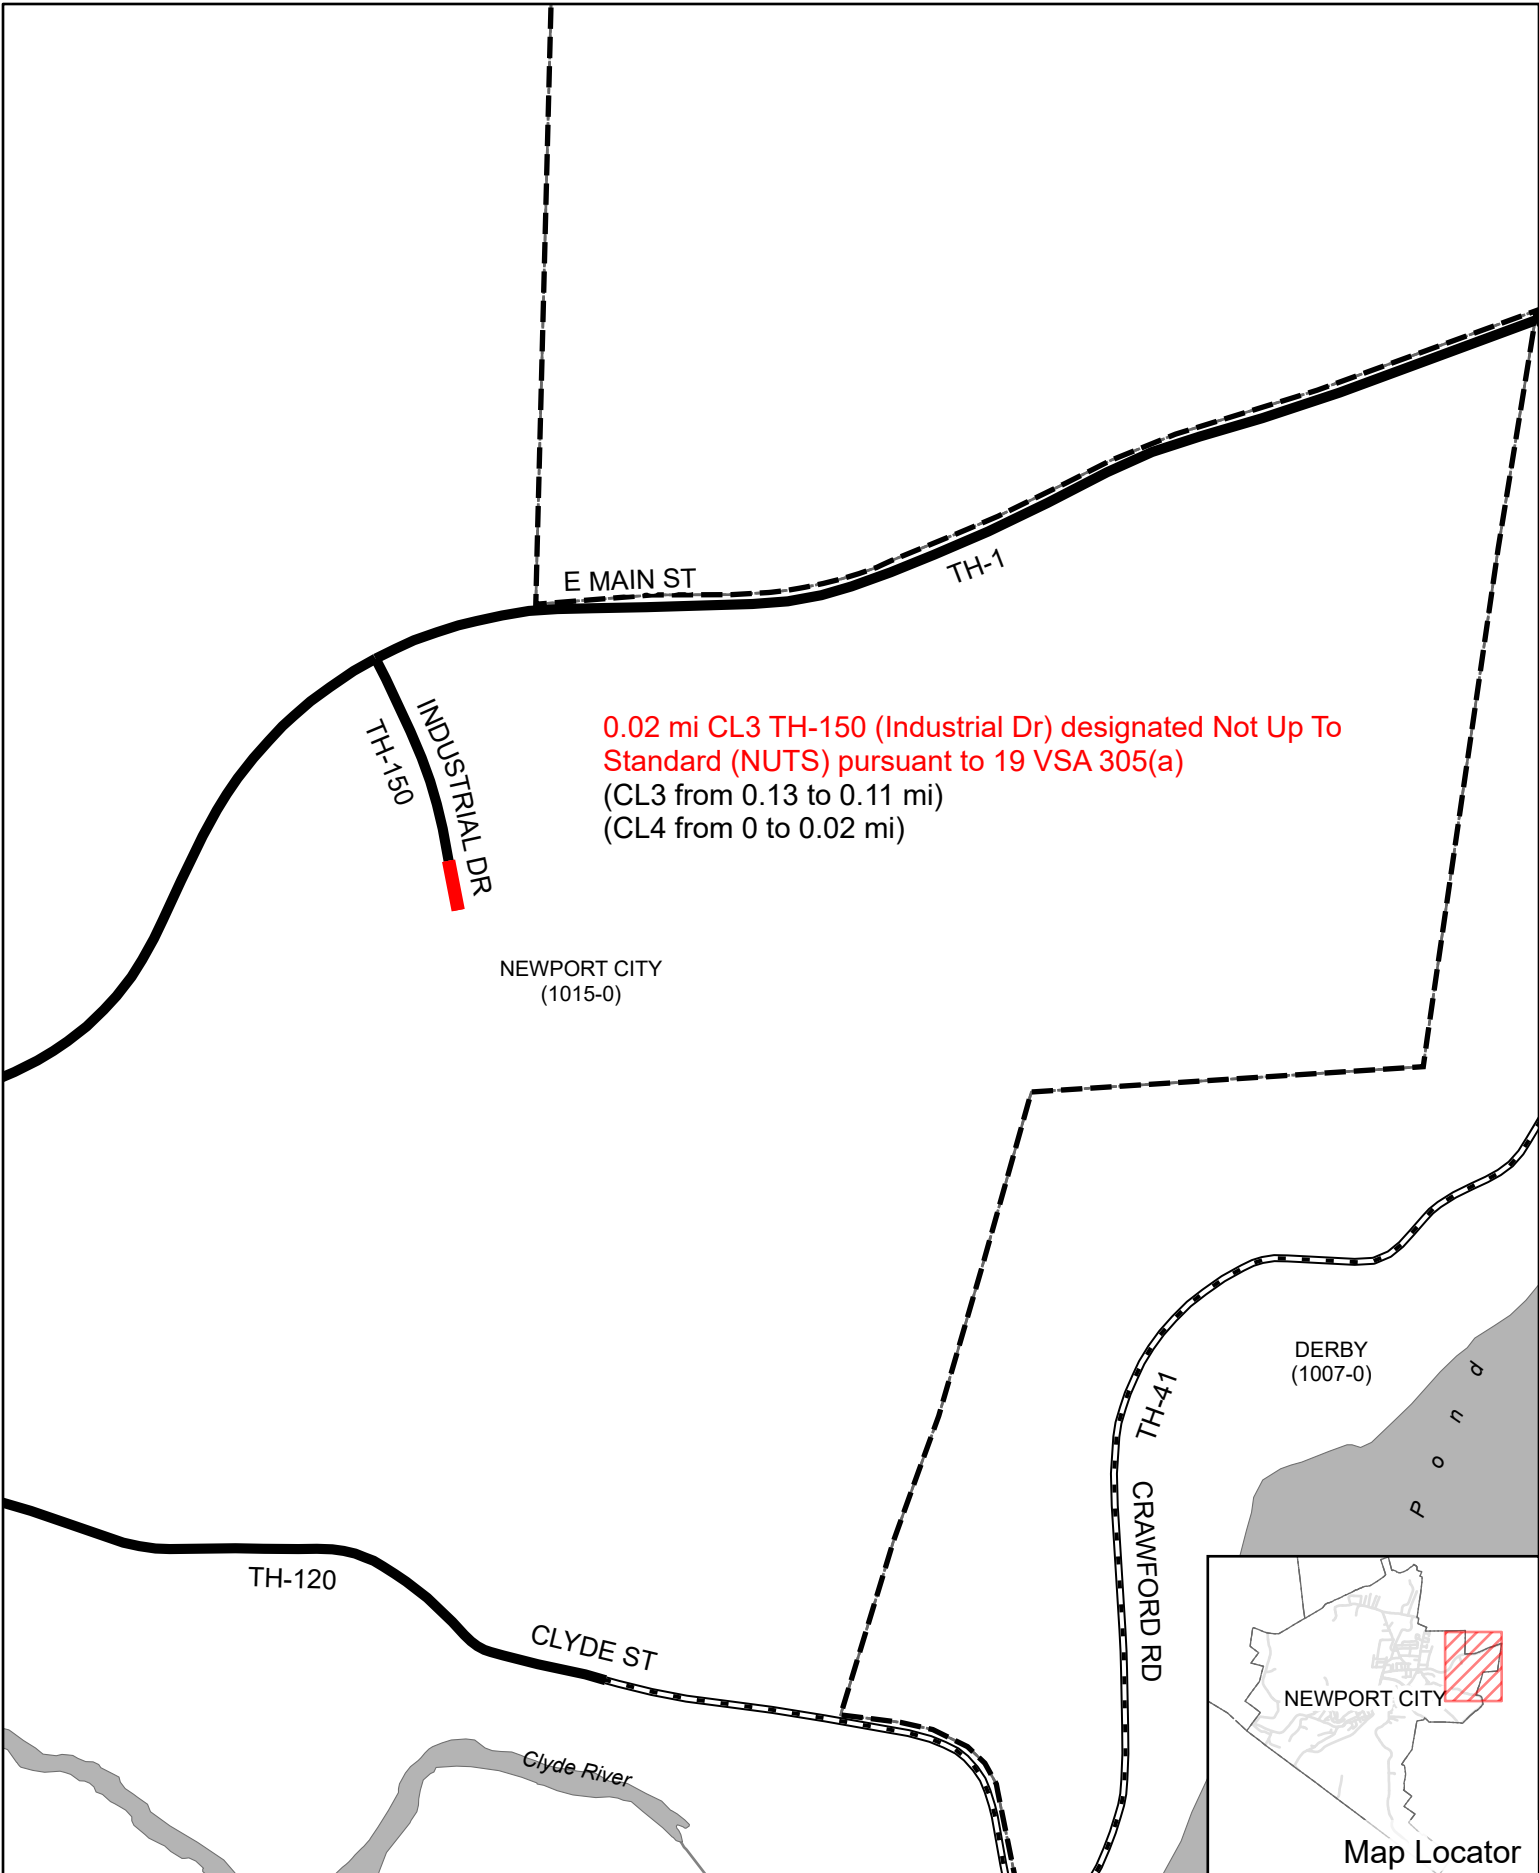 E MAIN ST
TH-1
INDUSTRIAL DR
TH-150
0.02 mi CL3 TH-150 (Industrial Dr) designated Not Up To
Standard (NUTS) pursuant to 19 VSA 305(a)
(CL3 from 0.13 to 0.11 mi)
(CL4 from 0 to 0.02 mi)
NEWPORT CITY
(1015-0)
DERBY
(1007-0)
TH-41
Pond
CRAWFORD RD
TH-120
CLYDE ST
Clyde River
NEWPORT CITY
Map Locator